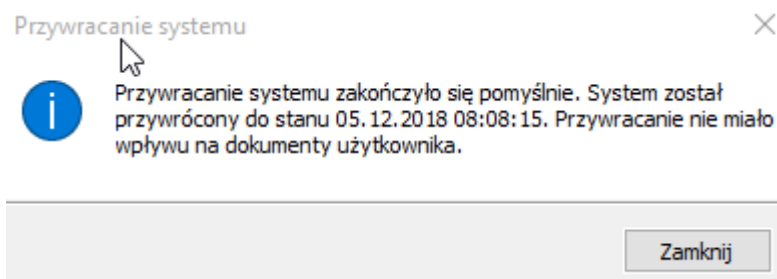 Przywracanie systemu
Przywracanie systemu zakończyło się pomyślnie. System został
przywrócony do stanu 05.12.2018 08:08:15. Przywracanie nie miało
wpływu na dokumenty użytkownika.
Zamknij